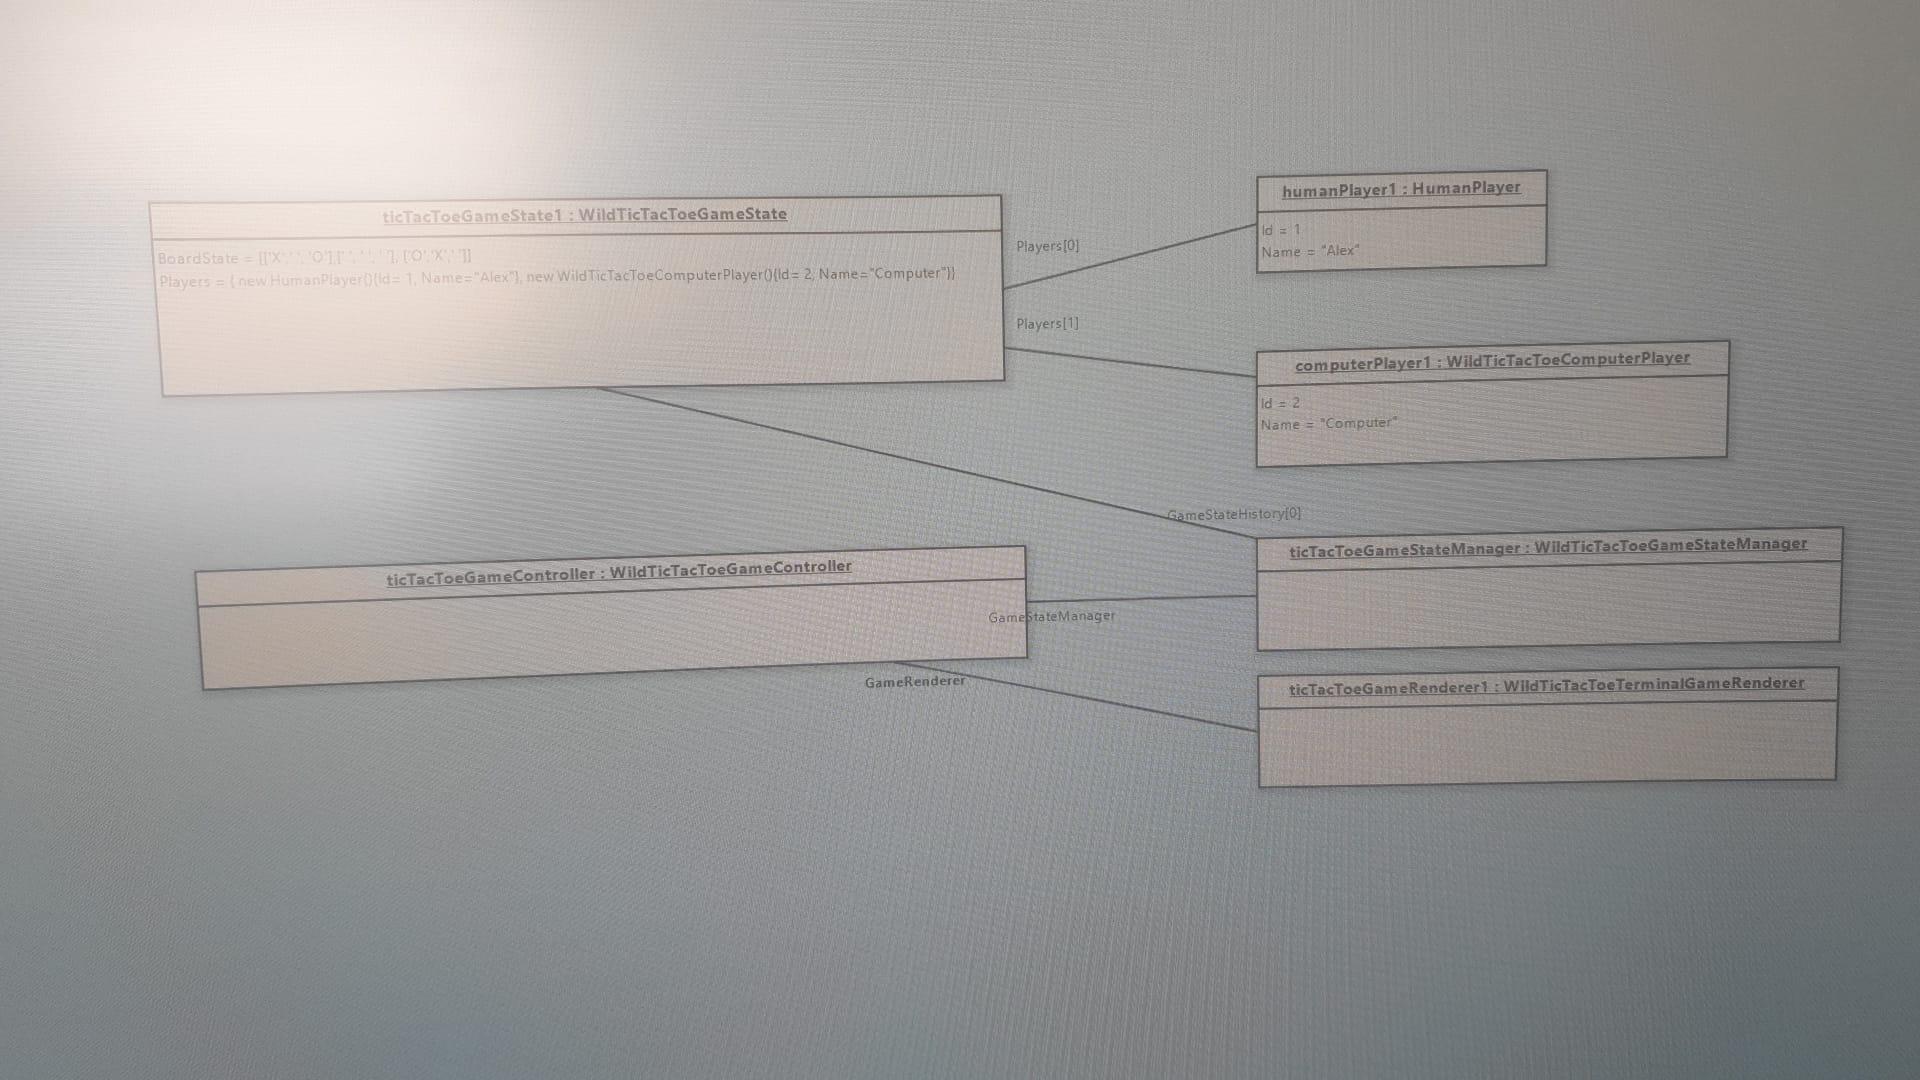 ticTacToeGameState1 : WildTicTacToeGameState
BoardState = [['X',' ', 'O'],[' ', ' ', ' '], ['O','X',' ']]
Players = { new HumanPlayer(){Id= 1, Name="Alex"}, new WildTicTacToeComputerPlayer(){Id= 2, Name="Computer"}}
Players[0]
Players[1]
humanPlayer1 : HumanPlayer
Id = 1
Name = "Alex"
computerPlayer1 : WildTicTacToeComputerPlayer
Id = 2
Name = "Computer"
GameStateHistory[0]
ticTacToeGameStateManager : WildTicTacToeGameStateManager
ticTacToeGameController : WildTicTacToeGameController
GameStateManager
GameRenderer
ticTacToeGameRenderer1 : WildTicTacToeTerminalGameRenderer